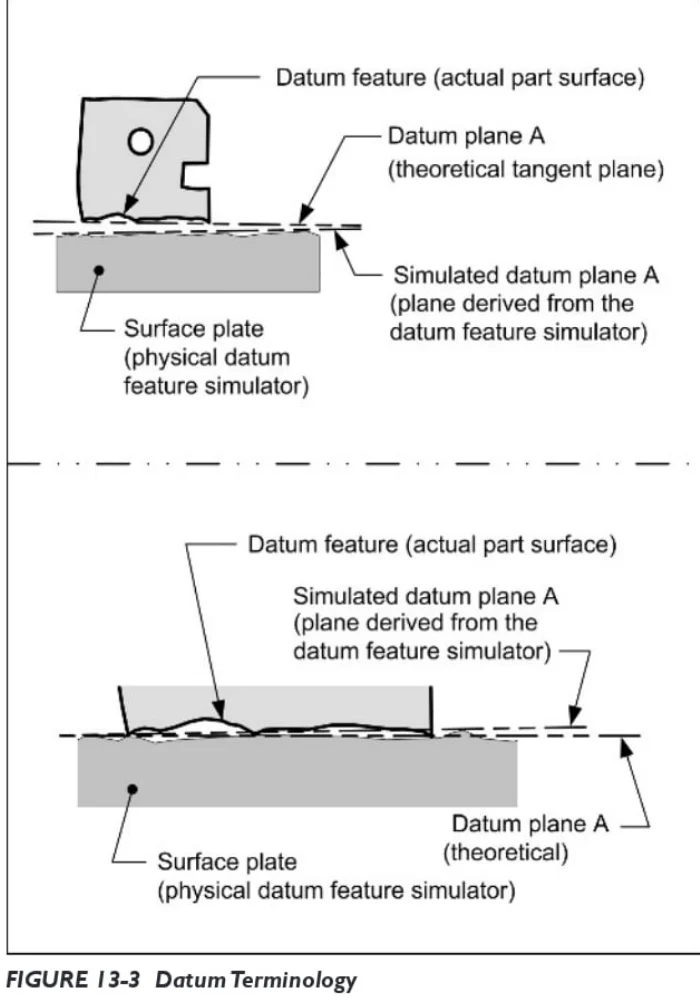 Datum feature (actual part surface)
Datum plane A
(theoretical tangent plane)
Simulated datum plane A
(plane derived from the
datum feature simulator)
Surface plate
(physical datum
feature simulator)
Datum feature (actual part surface)
Simulated datum plane A
(plane derived from the
datum feature simulator)
Datum plane A
(theoretical)
Surface plate
(physical datum feature simulator)
FIGURE 13-3 Datum Terminology